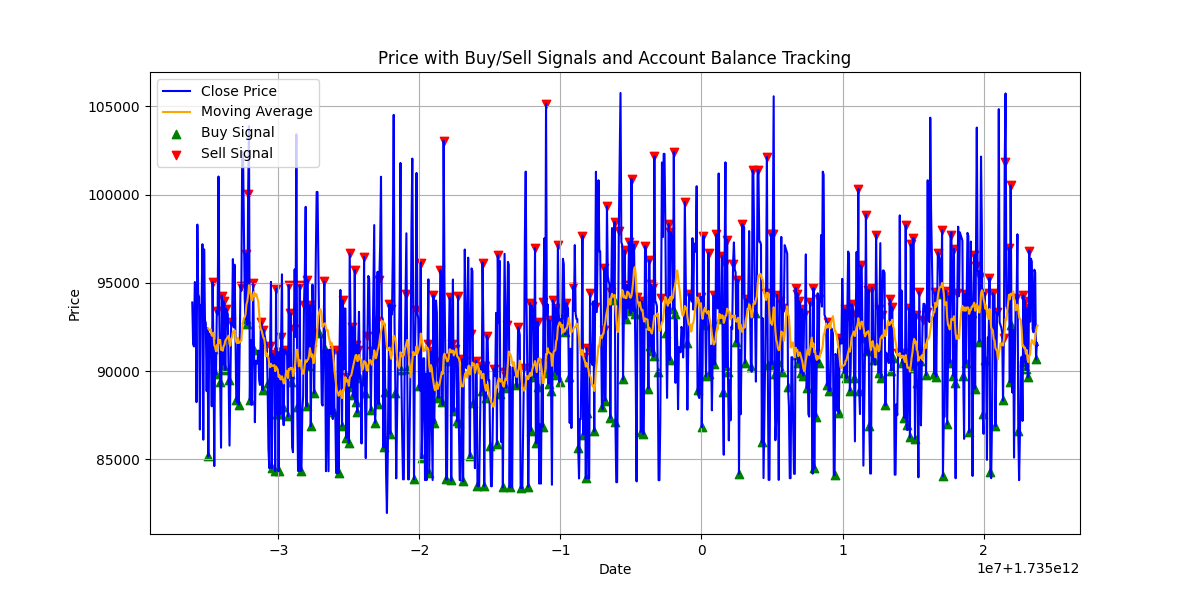 Price with Buy/Sell Signals and Account Balance Tracking
Close Price
Moving Average
Buy Signal
Sell Signal
105000
100000
95000
90000
85000
Price
−3
−2
−1
0
1
2
1e7+1.735e12
Date